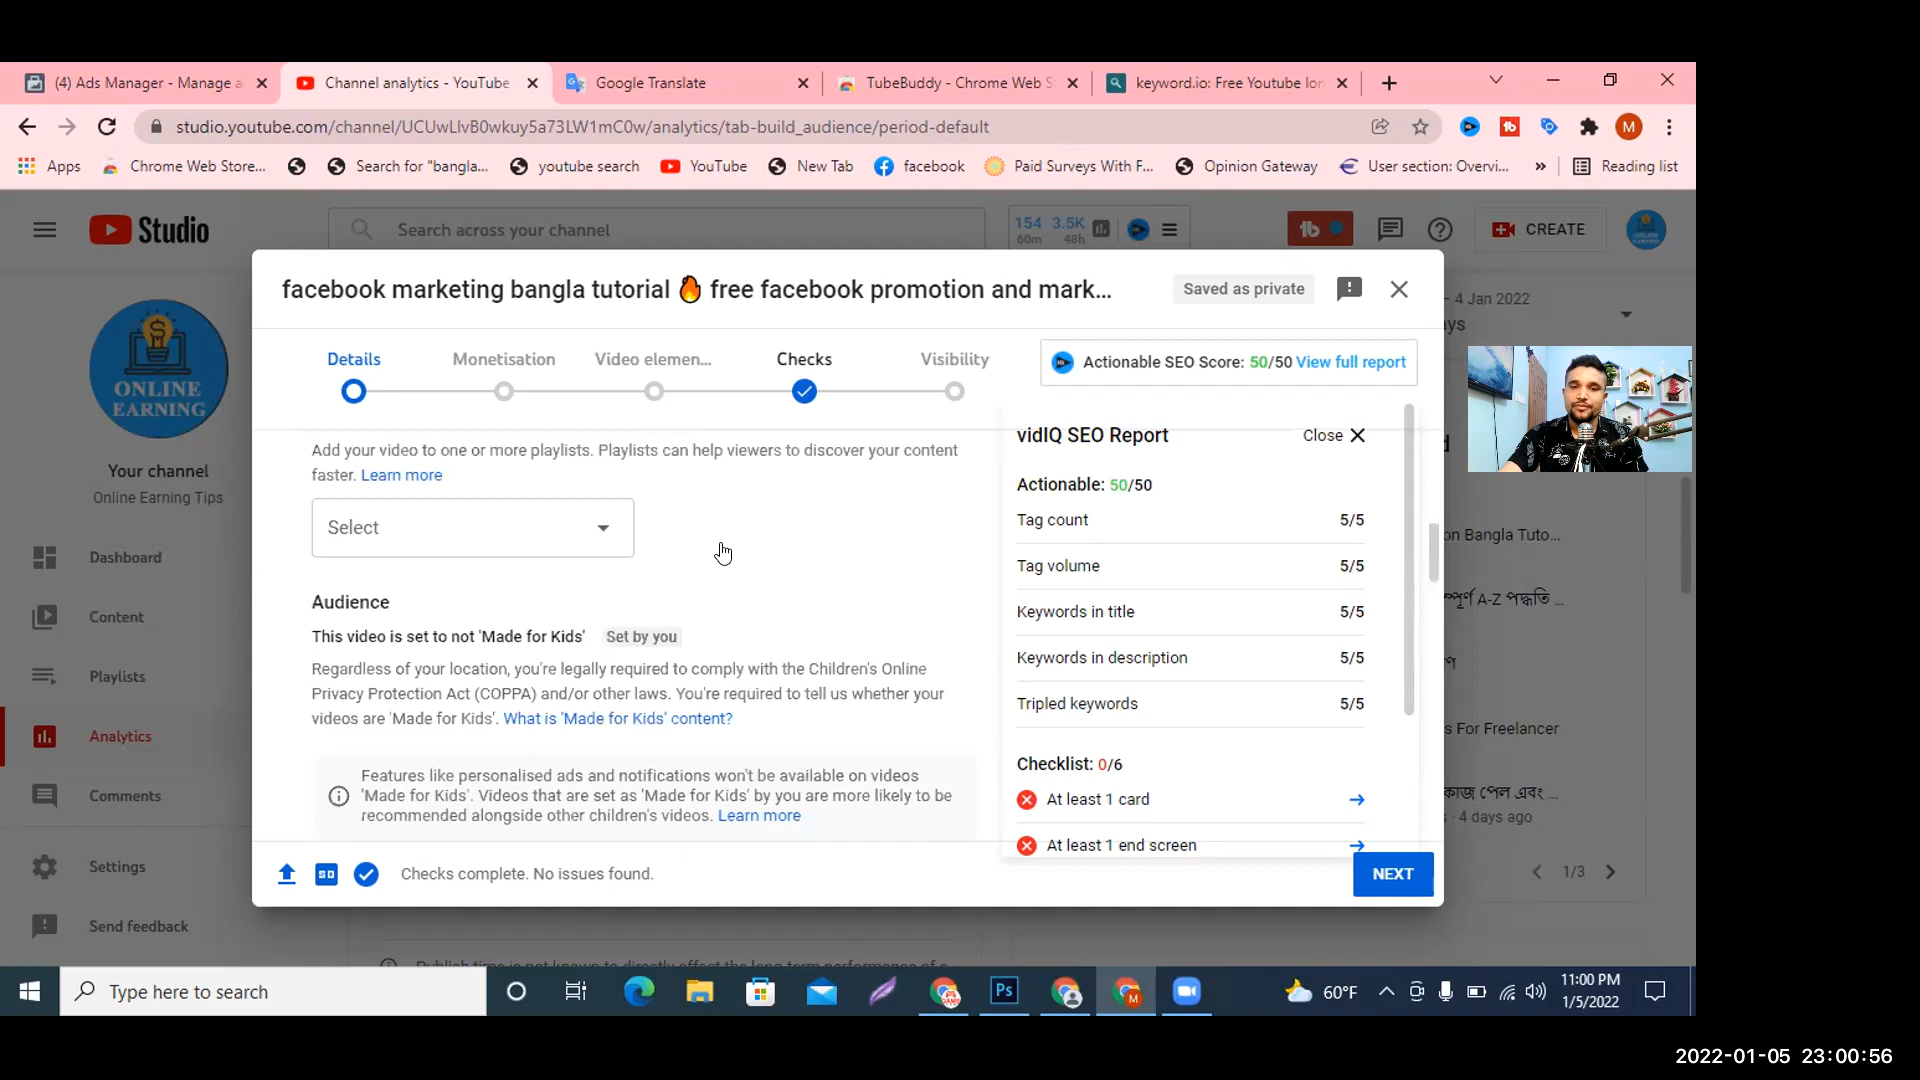 (4) Ads Manager - Manage a
Channel analytics - YouTube
Google Translate
TubeBuddy - Chrome Web S
keyword.io: Free Youtube lon
studio.youtube.com/channel/UCUwLlvB0wkuy5a73LW1mC0w/analytics/tab-build_audience/period-default
M
Apps
Chrome Web Store...
Search for "bangla...
youtube search
YouTube
New Tab
facebook
Paid Surveys With F...
Opinion Gateway
User section: Overvi...
»
Reading list
Studio
Search across your channel
154 3.5K
60m 48h
CREATE
facebook marketing bangla tutorial 🔥 free facebook promotion and mark...
Saved as private
- 4 Jan 2022
ys
Details
Monetisation
Video elemen...
Checks
Visibility
Actionable SEO Score: 50/50 View full report
ONLINE
EARNING
Your channel
Online Earning Tips
Dashboard
Content
Playlists
Analytics
Comments
Settings
Send feedback
Add your video to one or more playlists. Playlists can help viewers to discover your content
faster. Learn more
Select
Audience
This video is set to not 'Made for Kids' Set by you
Regardless of your location, you're legally required to comply with the Children's Online
Privacy Protection Act (COPPA) and/or other laws. You're required to tell us whether your
videos are 'Made for Kids'. What is 'Made for Kids' content?
Features like personalised ads and notifications won't be available on videos
'Made for Kids'. Videos that are set as 'Made for Kids' by you are more likely to be
recommended alongside other children's videos. Learn more
vidIQ SEO Report
Close
Actionable: 50/50
Tag count 5/5
Tag volume 5/5
Keywords in title 5/5
Keywords in description 5/5
Tripled keywords 5/5
Checklist: 0/6
At least 1 card
At least 1 end screen
on Bangla Tuto...
A-Z পদ্ধতি ...
s For Freelancer
কাজ পেল এবং ...
· 4 days ago
1/3
SD
Checks complete. No issues found.
NEXT
Type here to search
Ps
60°F
11:00 PM
1/5/2022
2022-01-05 23:00:56